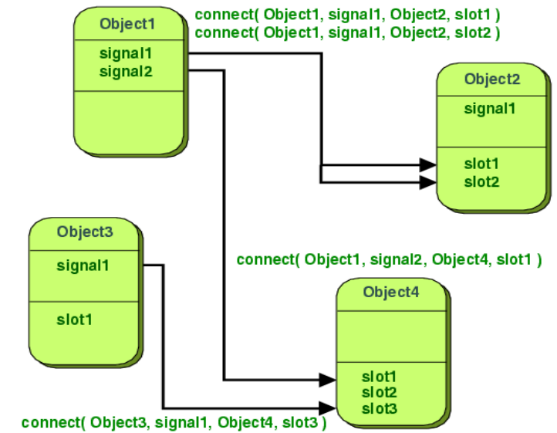 connect( Object1, signal1, Object2, slot1 )
connect( Object1, signal1, Object2, slot2 )
Object1
signal1
signal2
Object2
signal1
slot1
slot2
Object3
signal1
slot1
connect( Object1, signal2, Object4, slot1 )
Object4
slot1
slot2
slot3
connect( Object3, signal1, Object4, slot3 )